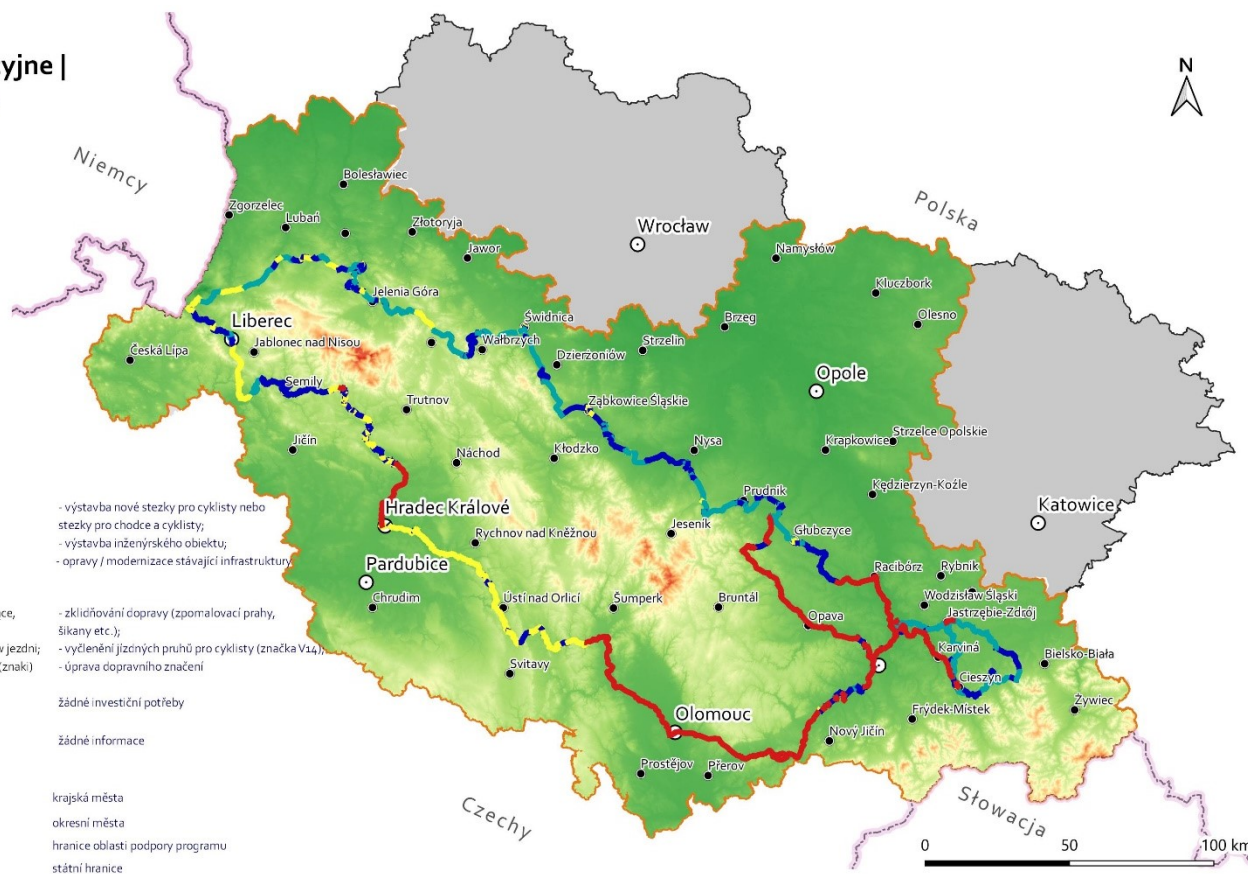 yjne |
N
Niemcy
Polska
Bolesławiec
Zgorzelec
Lubań
Złotoryja
Wrocław
Jawor
Namysłów
Kluczbork
Jelenia Góra
Olesno
Świdnica
Brzeg
Liberec
Wałbrzych
Strzelin
Jablonec nad Nisou
Dzierżoniów
Česká Lípa
Opole
Semily
Ząbkowice Śląskie
Trutnov
Strzelce Opolskie
Jičín
Nysa
Krapkowice
Náchod
Kłodzko
Kędzierzyn-Koźle
Prudnik
Katowice
Hradec Králové
Jeseník
Głubczyce
Rychnov nad Kněžnou
Pardubice
Racibórz
Rybnik
Wodzisław Śląski
Chrudim
Ústí nad Orlicí
Šumperk
Bruntál
Opava
Jastrzębie-Zdrój
Karviná
Bielsko-Biała
Svitavy
Cieszyn
Żywiec
Olomouc
Frýdek-Místek
Nový Jičín
Prostějov
Přerov
Czechy
Słowacja
0 50 100 km
- výstavba nové stezky pro cyklisty nebo
stezky pro chodce a cyklisty;
- výstavba inženýrského objektu;
- opravy / modernizace stávající infrastruktury
ące, - zklidňování dopravy (zpomalovací prahy,
šikany etc.);
w jezdni; - vyčlenění jízdných pruhů pro cyklisty (značka V14);
(znaki) - úprava dopravního značení
žádné investiční potřeby
žádné informace
krajská města
okresní města
hranice oblasti podpory programu
státní hranice